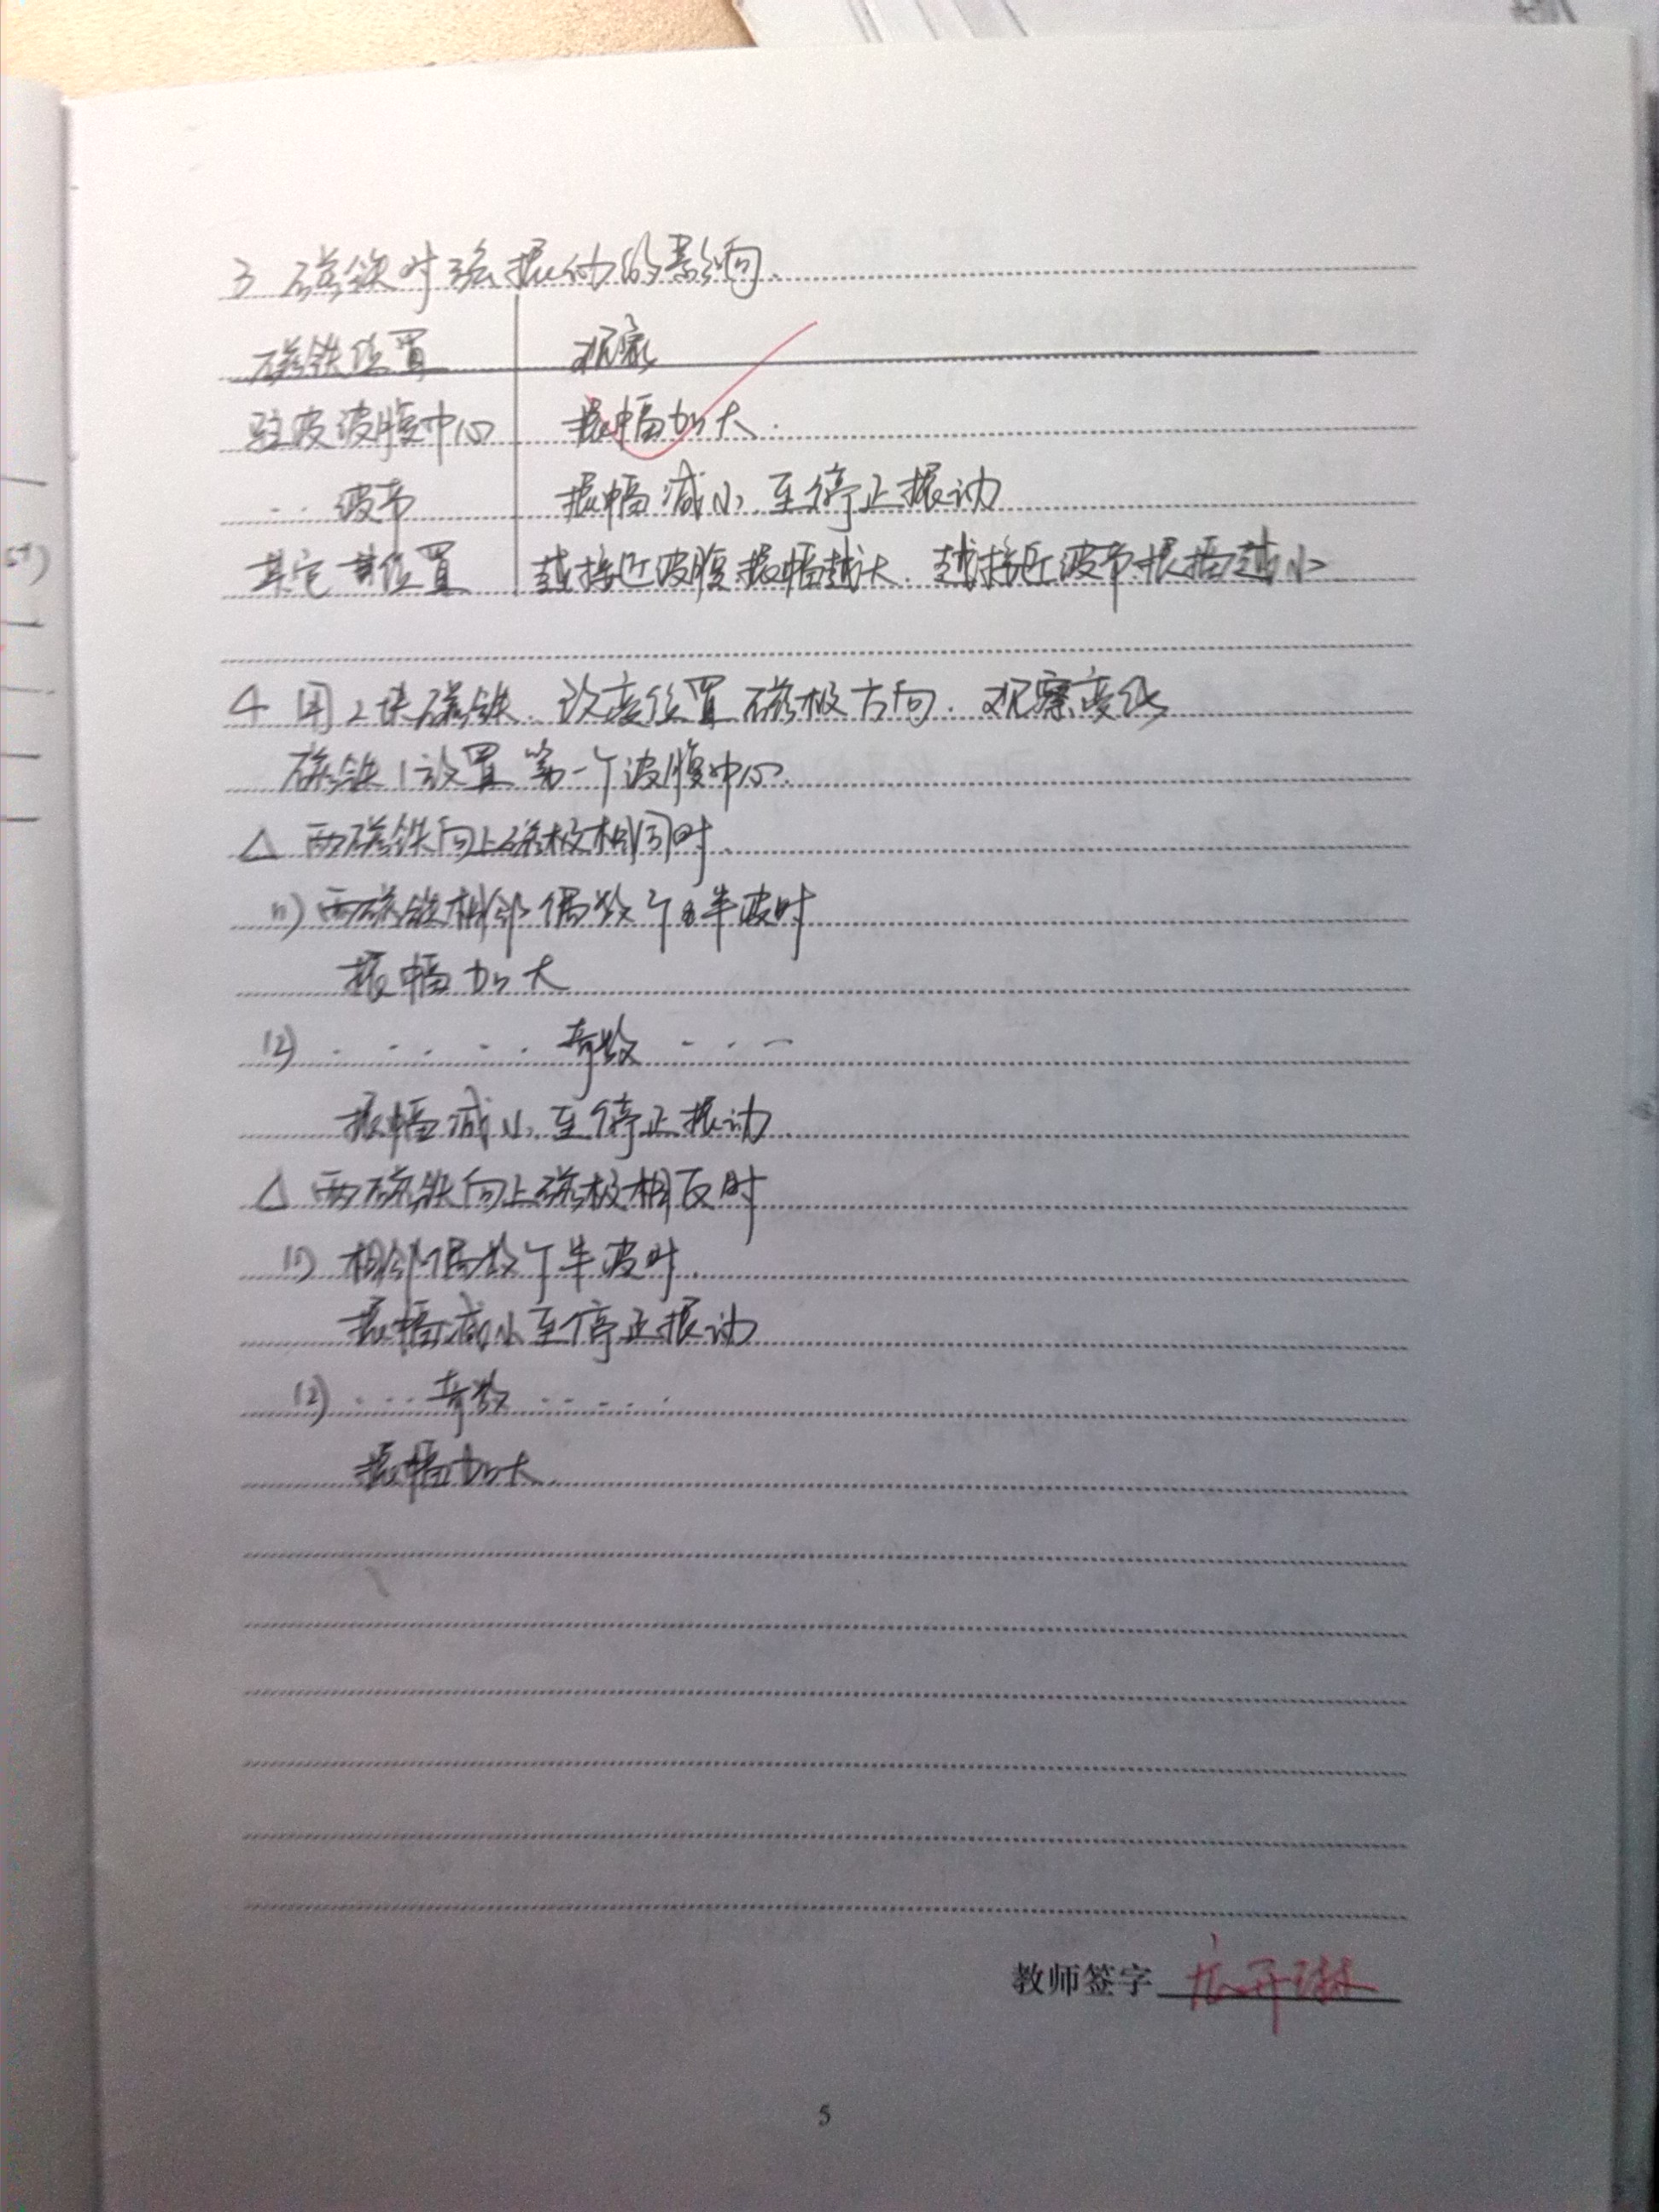 3 磁铁对弦振动的影响.
磁铁位置 观察
驻波波腹中心 振幅加大.
... 波节 振幅减小至停止振动
其它 位置 越接近波腹振幅越大. 越接近波节振幅越小
4 用2块磁铁. 改变位置磁极方向. 观察变化
磁铁1放置第一个波腹中心.
△ 两磁铁向上磁极相同时.
(1) 两磁铁相邻偶数个半波时
振幅加大
(2) ...... 奇数 ....
振幅减小至停止振动.
△ 两磁铁向上磁极相反时
(1) 相邻偶数个半波时.
振幅减小至停止振动
(2) .... 奇数 ......
振幅加大.
教师签字
5